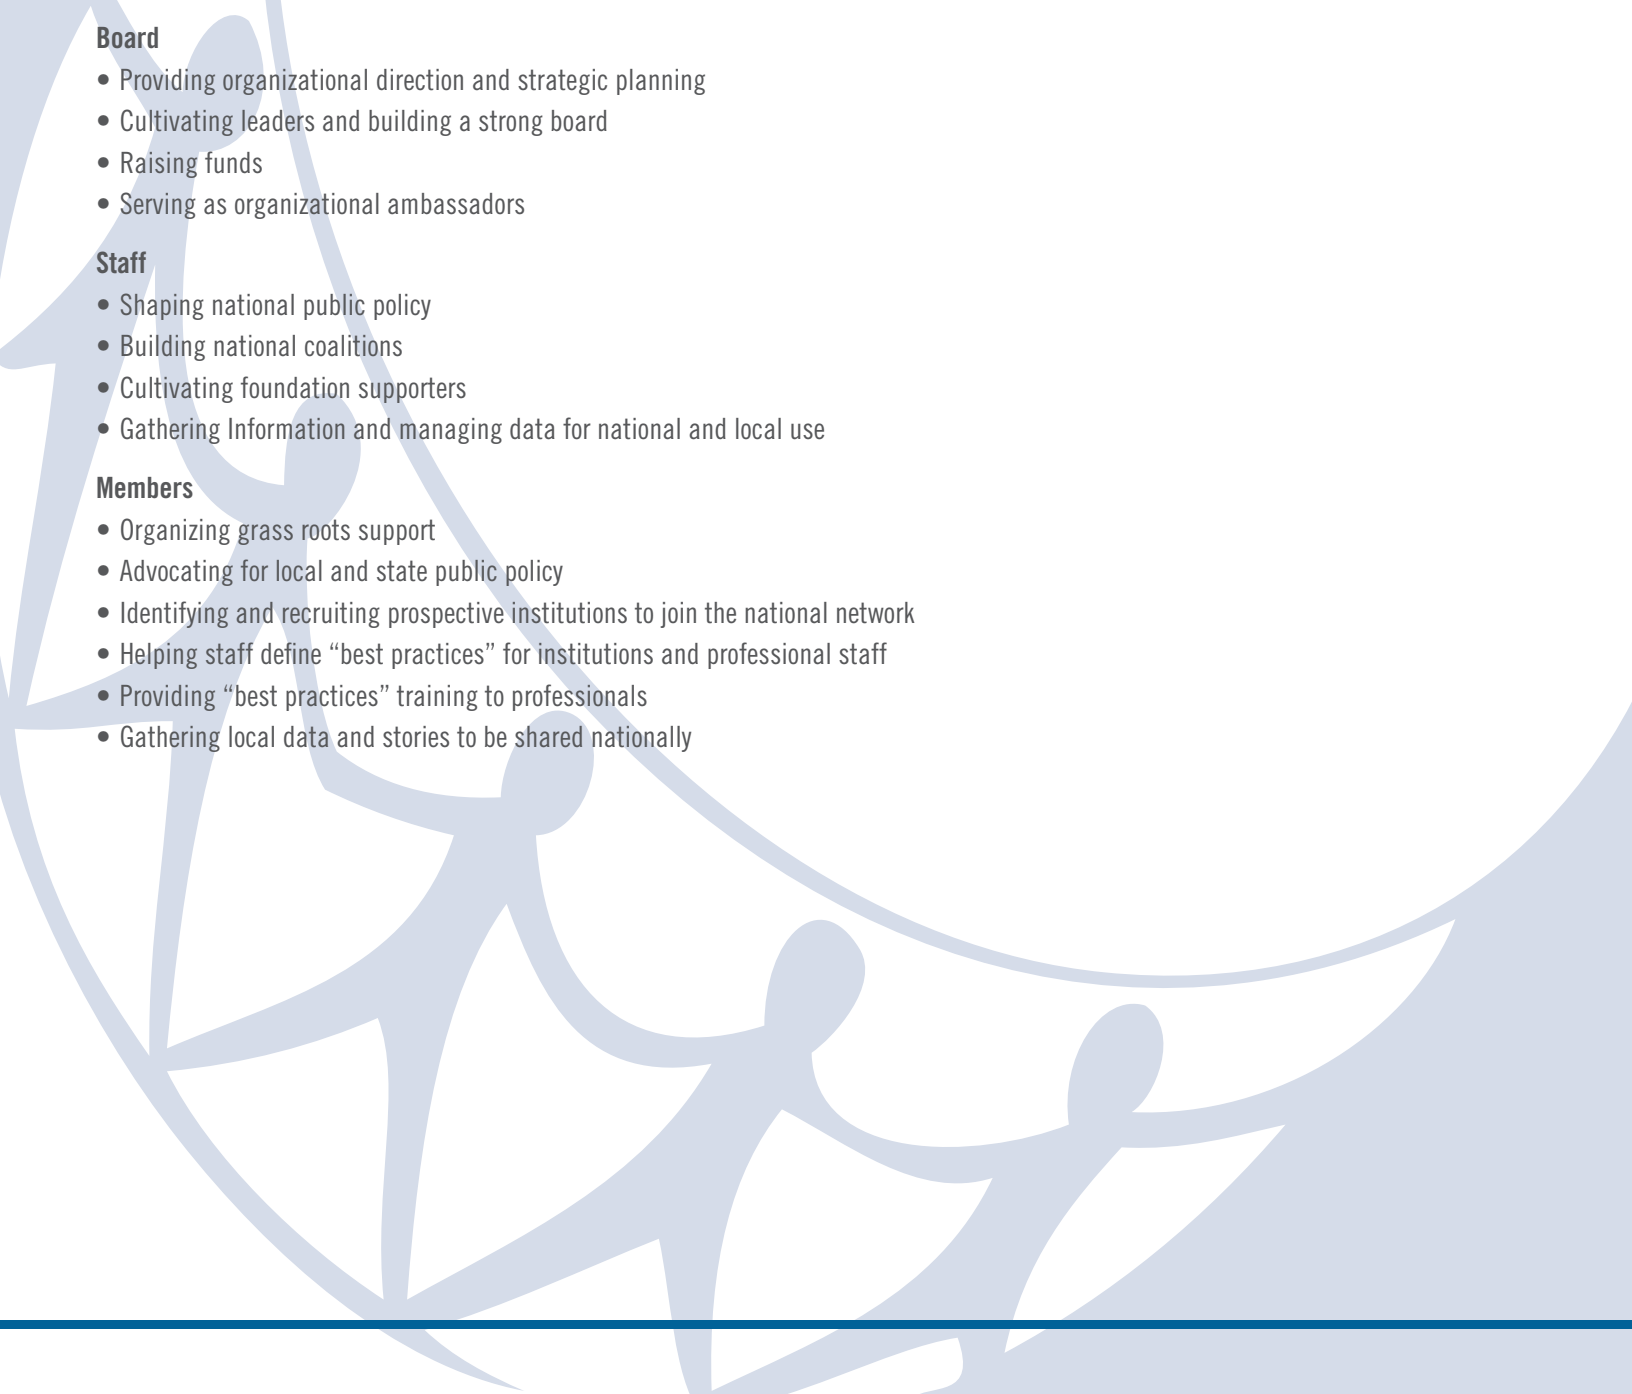 Board
• Providing organizational direction and strategic planning
• Cultivating leaders and building a strong board
• Raising funds
• Serving as organizational ambassadors
Staff
• Shaping national public policy
• Building national coalitions
• Cultivating foundation supporters
• Gathering Information and managing data for national and local use
Members
• Organizing grass roots support
• Advocating for local and state public policy
• Identifying and recruiting prospective institutions to join the national network
• Helping staff define “best practices” for institutions and professional staff
• Providing “best practices” training to professionals
• Gathering local data and stories to be shared nationally